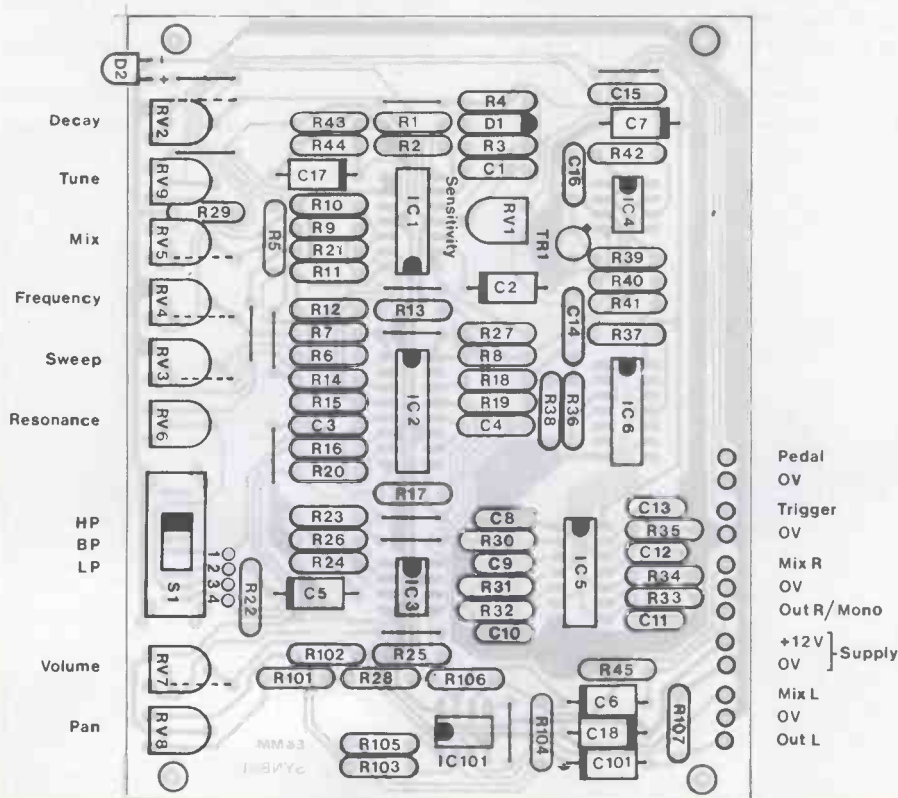 D2
-
+
Decay
RV2
Tune
RV9
R29
Mix
RV5
Frequency
RV4
Sweep
RV3
Resonance
RV6
HP
BP
LP
S1
1
2
3
4
R22
Volume
RV7
Pan
RV8
R43
R44
C17
R10
R9
R21
R11
R5
R12
R7
R6
R14
R15
C3
R16
R20
R23
R26
R24
C5
R102
R101
R28
R106
R105
R103
R1
R2
IC1
Sensitivity
R13
IC2
R17
IC3
R25
IC101
R4
D1
R3
C1
RV1
TR1
C2
R27
R8
R18
R19
C4
R38
R36
C14
C8
R30
C9
R31
R32
C10
IC5
C15
C7
R42
C16
IC4
R39
R40
R41
R37
IC6
C13
R35
C12
R34
R33
C11
R45
C6
C18
C101
R104
R107
Pedal
OV
Trigger
OV
Mix R
OV
Out R/Mono
+12V
OV
Supply
Mix L
OV
Out L